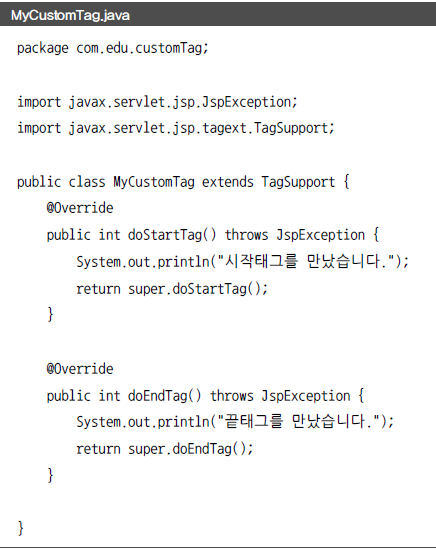 MyCustomTag.java
package com.edu.customTag;
import javax.servlet.jsp.JspException;
import javax.servlet.jsp.tagext.TagSupport;
public class MyCustomTag extends TagSupport {
@Override
public int doStartTag() throws JspException {
System.out.println("시작태그를 만났습니다.");
return super.doStartTag();
}
@Override
public int doEndTag() throws JspException {
System.out.println("끝태그를 만났습니다.");
return super.doEndTag();
}
}